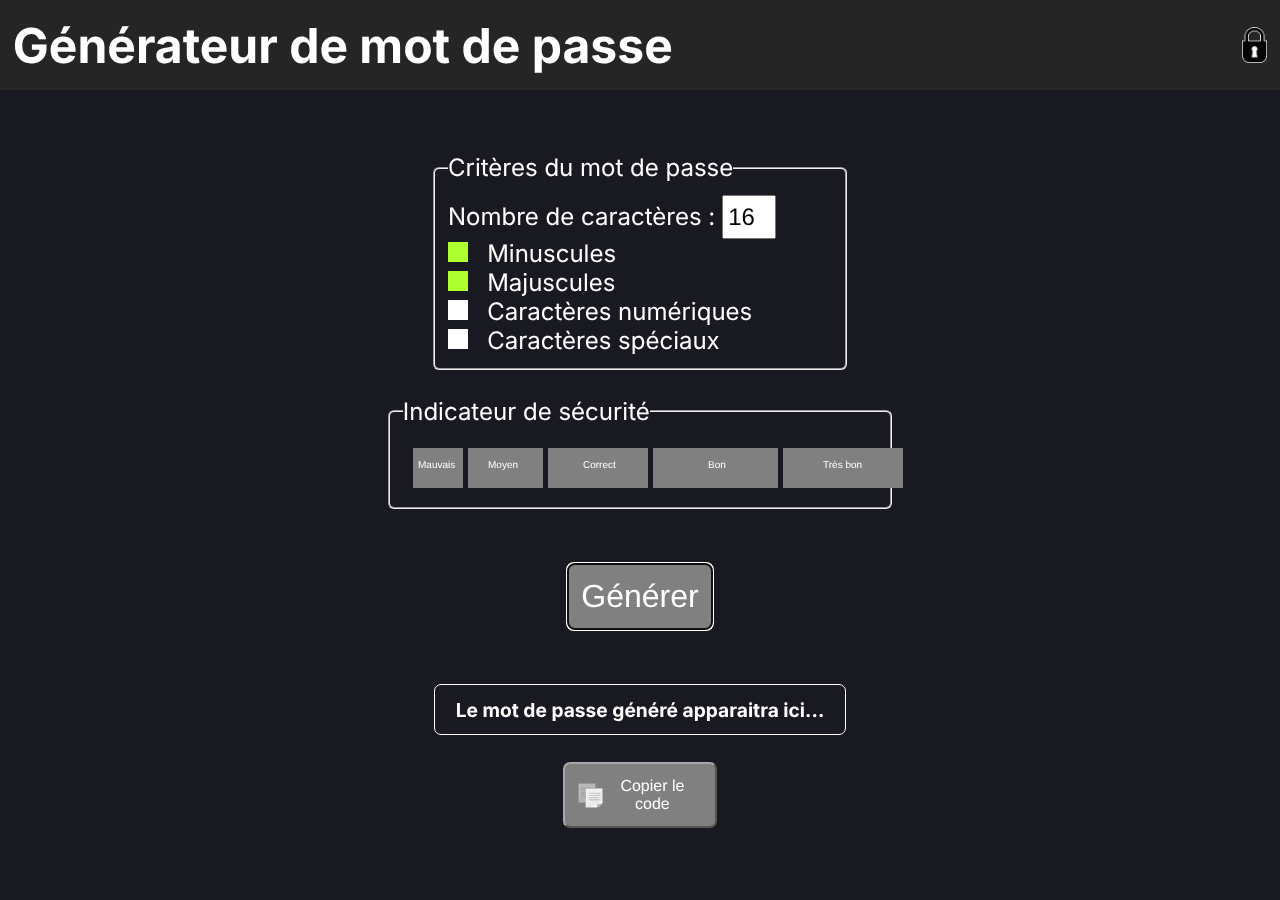 Générateur de mot de passe
Critères du mot de passe
Nombre de caractères : 16
Minuscules
Majuscules
Caractères numériques
Caractères spéciaux
Indicateur de sécurité
Mauvais Moyen Correct Bon Très bon
Générer
Le mot de passe généré apparaitra ici...
Copier le
code